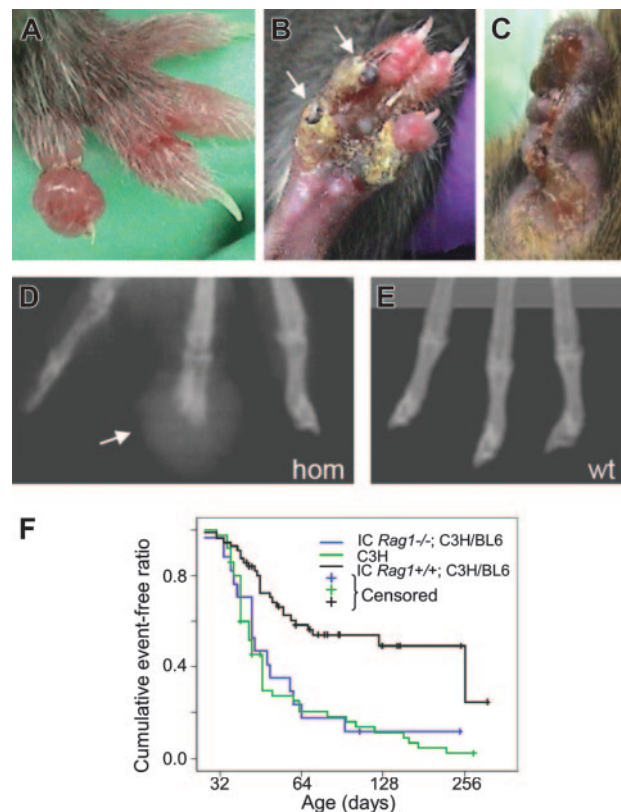 A
B
C
D
hom
E
wt
F
IC Rag1-/-; C3H/BL6
C3H
IC Rag1+/+; C3H/BL6
Censored
Cumulative event-free ratio
0.8
0.4
0.0
32
64
128
256
Age (days)